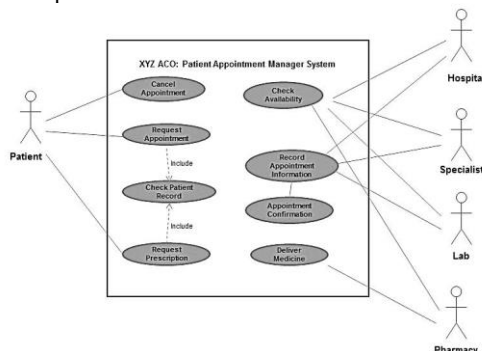 XYZ ACO: Patient Appointment Manager System
Cancel
Appointment
Check
Availability
Hospita
Request
Appointment
Patient
Include
Record
Appointment
Information
Specialist
Check Patient
Record
Appointment
Confirmation
Include
Lab
Request
Prescription
Deliver
Medicine
Pharmacy